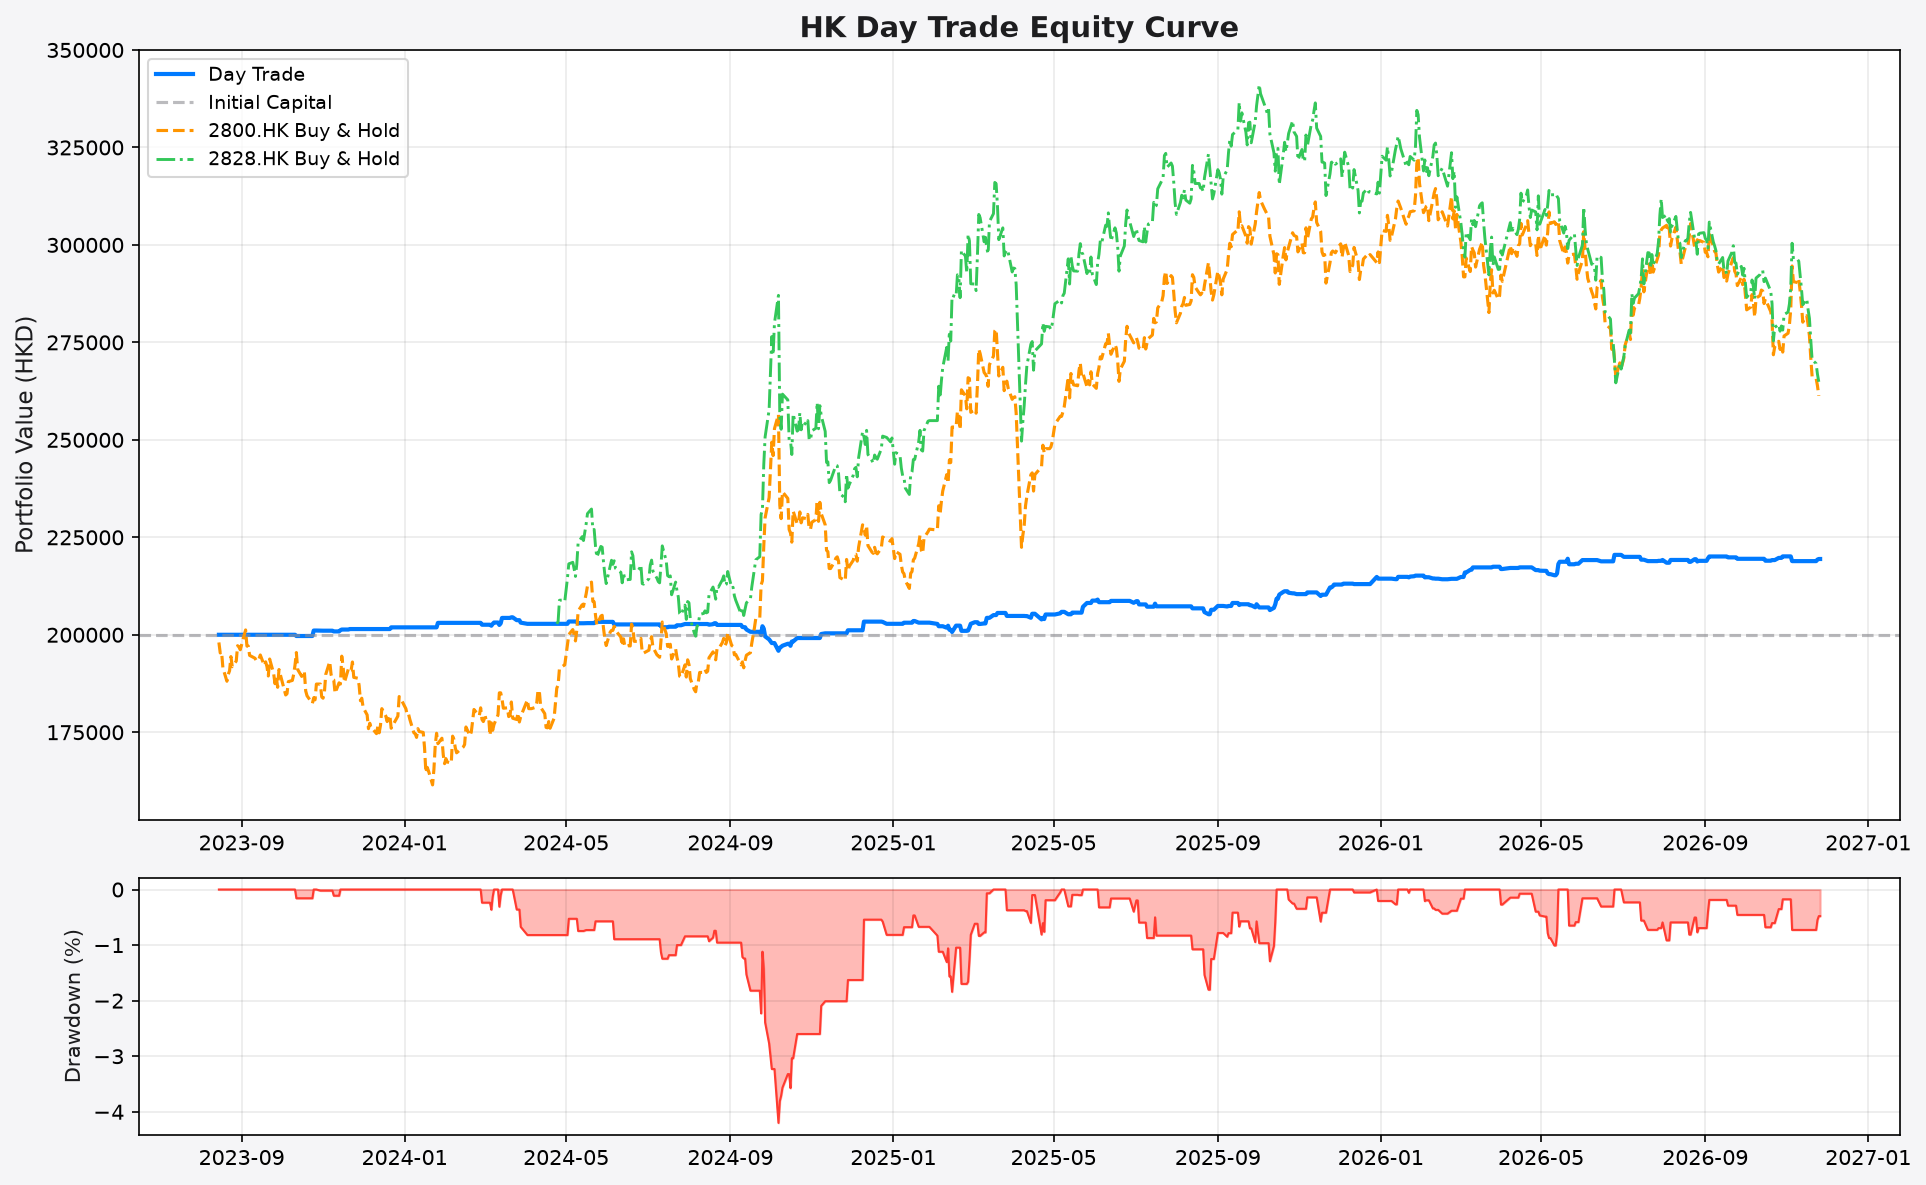 HK Day Trade Equity Curve
Day Trade
Initial Capital
2800.HK Buy & Hold
2828.HK Buy & Hold
Portfolio Value (HKD)
350000
325000
300000
275000
250000
225000
200000
175000
2023-09 2024-01 2024-05 2024-09 2025-01 2025-05 2025-09 2026-01 2026-05 2026-09 2027-01
Drawdown (%)
0
−1
−2
−3
−4
2023-09 2024-01 2024-05 2024-09 2025-01 2025-05 2025-09 2026-01 2026-05 2026-09 2027-01